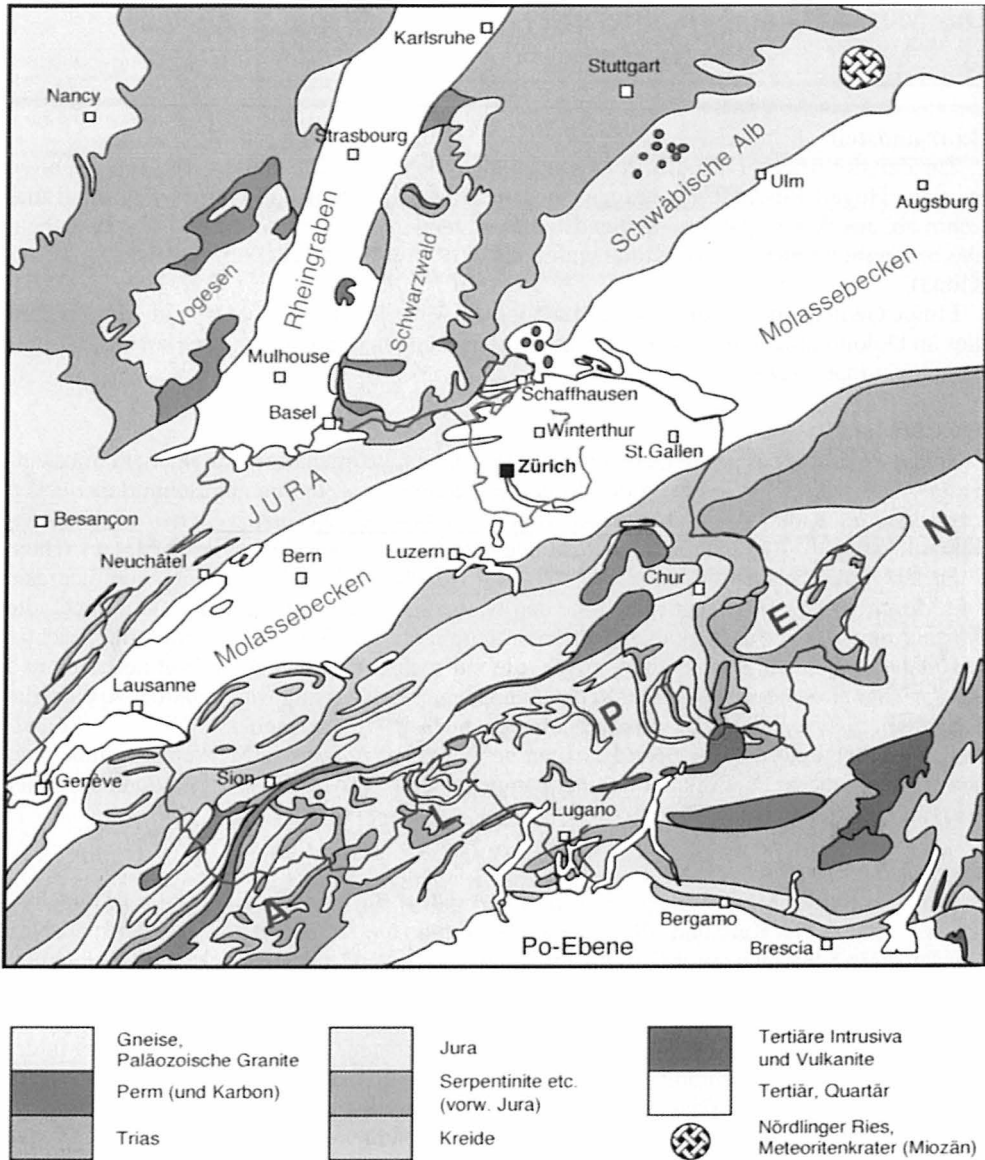 Karlsruhe
Stuttgart
Nancy
Strasbourg
Schwäbische Alb
Ulm
Augsburg
Vogesen
Rheingraben
Schwarzwald
Molassebecken
Mulhouse
Schaffhausen
Basel
Winterthur
St.Gallen
Zürich
JURA
Besançon
Neuchâtel
Bern
Luzern
Chur
Molassebecken
Lausanne
Genève
Sion
Lugano
A L P E N
Bergamo
Po-Ebene
Brescia
Gneise,
Paläozoische Granite
Perm (und Karbon)
Trias
Jura
Serpentinite etc.
(vorw. Jura)
Kreide
Tertiäre Intrusiva
und Vulkanite
Tertiär, Quartär
Nördlinger Ries,
Meteoritenkrater (Miozän)